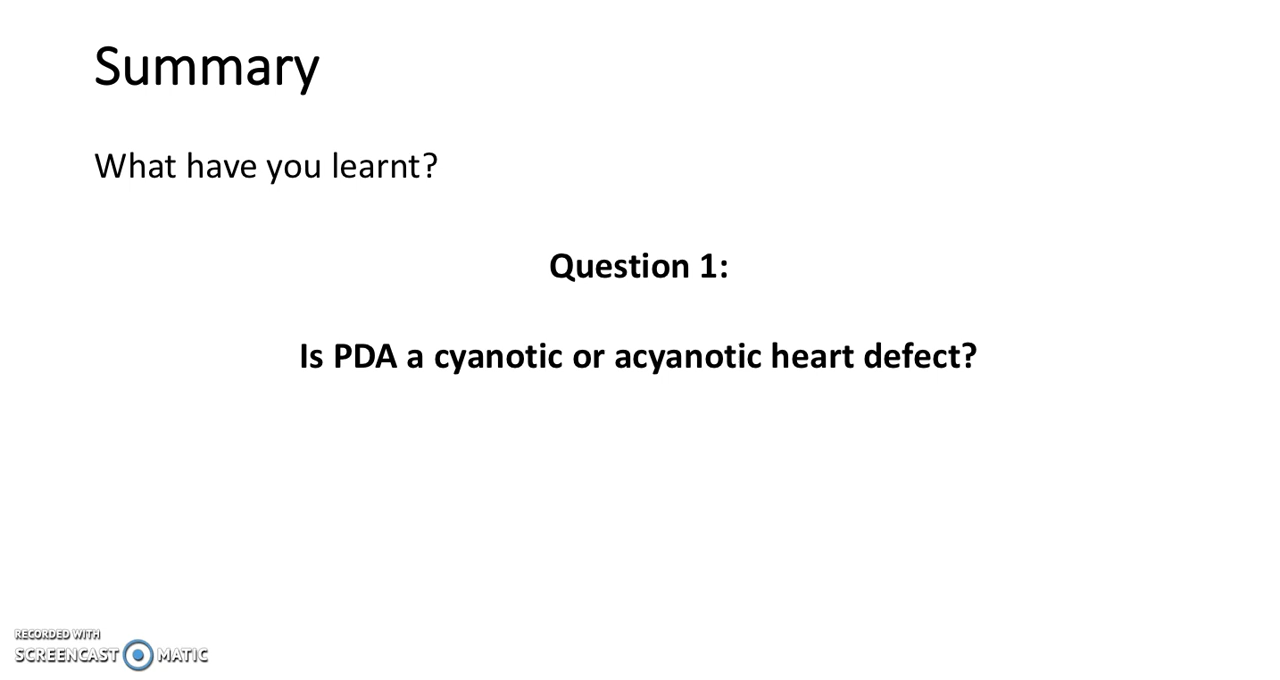 Summary
What have you learnt?
Question 1:
Is PDA a cyanotic or acyanotic heart defect?
RECORDED WITH
SCREENCAST MATIC